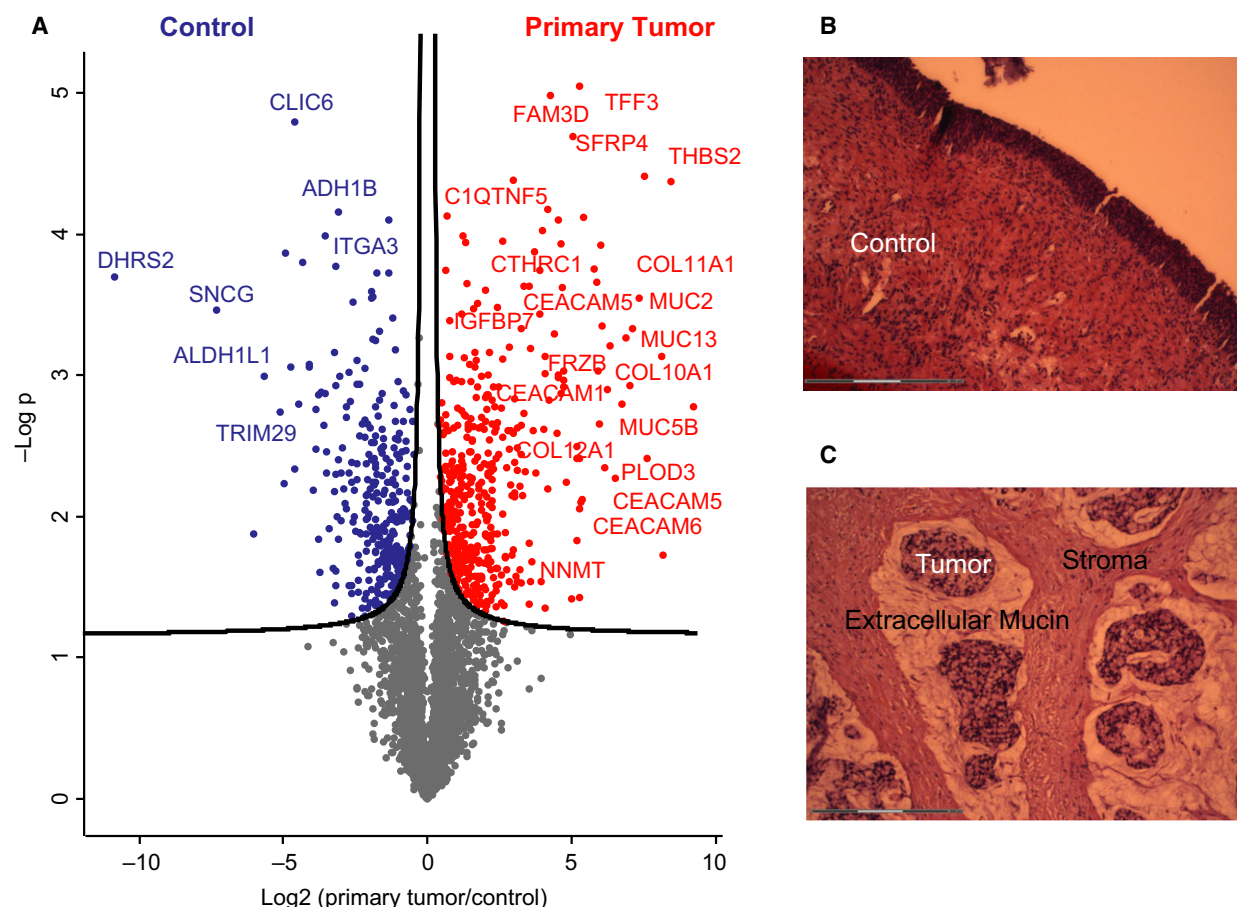 A
Control
Primary Tumor
CLIC6
ADH1B
ITGA3
DHRS2
SNCG
ALDH1L1
TRIM29
TFF3
FAM3D
SFRP4
THBS2
C1QTNF5
CTHRC1
COL11A1
CEACAM5
MUC2
IGFBP7
MUC13
FRZB
COL10A1
CEACAM1
MUC5B
COL12A1
PLOD3
CEACAM5
CEACAM6
NNMT
–Log p
5
4
3
2
1
0
–10
–5
0
5
10
Log2 (primary tumor/control)
B
Control
C
Tumor
Stroma
Extracellular Mucin